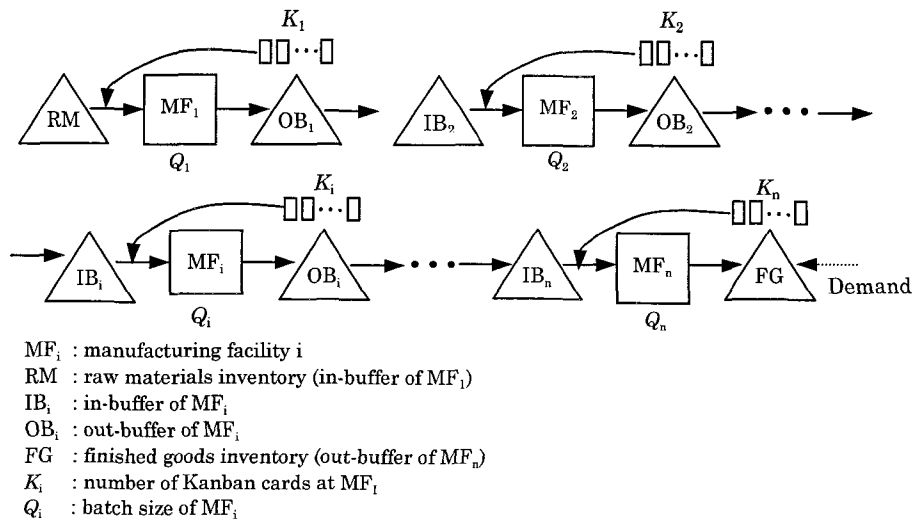 K₁ K₂
RM MF₁ OB₁ IB₂ MF₂ OB₂
Q₁ Q₂
Kᵢ Kₙ
IBᵢ MFᵢ OBᵢ IBₙ MFₙ FG
Demand
Qᵢ Qₙ
MFᵢ : manufacturing facility i
RM : raw materials inventory (in-buffer of MF₁)
IBᵢ : in-buffer of MFᵢ
OBᵢ : out-buffer of MFᵢ
FG : finished goods inventory (out-buffer of MFₙ)
Kᵢ : number of Kanban cards at MF_I
Qᵢ : batch size of MFᵢ